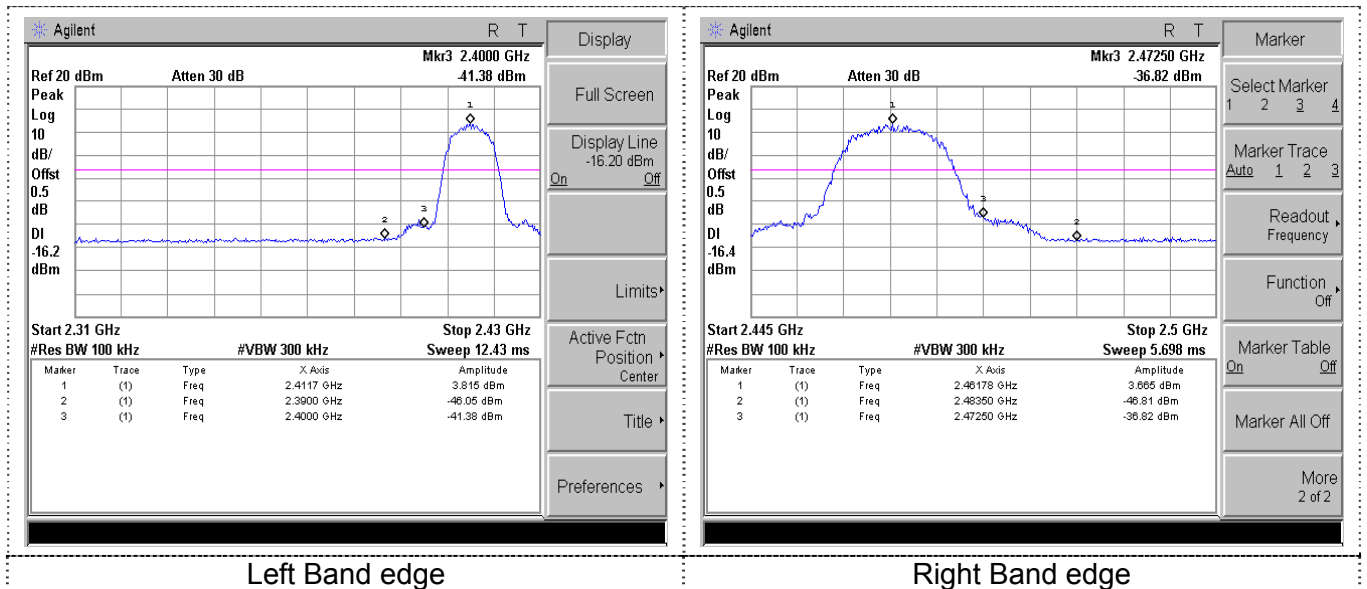 Agilent R T
Mkr3 2.4000 GHz
Ref 20 dBm Atten 30 dB -41.38 dBm
Peak
Log
10
dB/
Offst
0.5
dB
DI
-16.2
dBm
1
2
3
Start 2.31 GHz Stop 2.43 GHz
#Res BW 100 kHz #VBW 300 kHz Sweep 12.43 ms
Marker Trace Type X Axis Amplitude
1 (1) Freq 2.4117 GHz 3.815 dBm
2 (1) Freq 2.3900 GHz -46.05 dBm
3 (1) Freq 2.4000 GHz -41.38 dBm
Display
Full Screen
Display Line
-16.20 dBm
On Off
Limits
Active Fctn
Position
Center
Title
Preferences
Left Band edge
Agilent R T
Mkr3 2.47250 GHz
Ref 20 dBm Atten 30 dB -36.82 dBm
Peak
Log
10
dB/
Offst
0.5
dB
DI
-16.4
dBm
1
3
2
Start 2.445 GHz Stop 2.5 GHz
#Res BW 100 kHz #VBW 300 kHz Sweep 5.698 ms
Marker Trace Type X Axis Amplitude
1 (1) Freq 2.46178 GHz 3.665 dBm
2 (1) Freq 2.48350 GHz -46.81 dBm
3 (1) Freq 2.47250 GHz -36.82 dBm
Marker
Select Marker
1 2 3 4
Marker Trace
Auto 1 2 3
Readout
Frequency
Function
Off
Marker Table
On Off
Marker All Off
More
2 of 2
Right Band edge